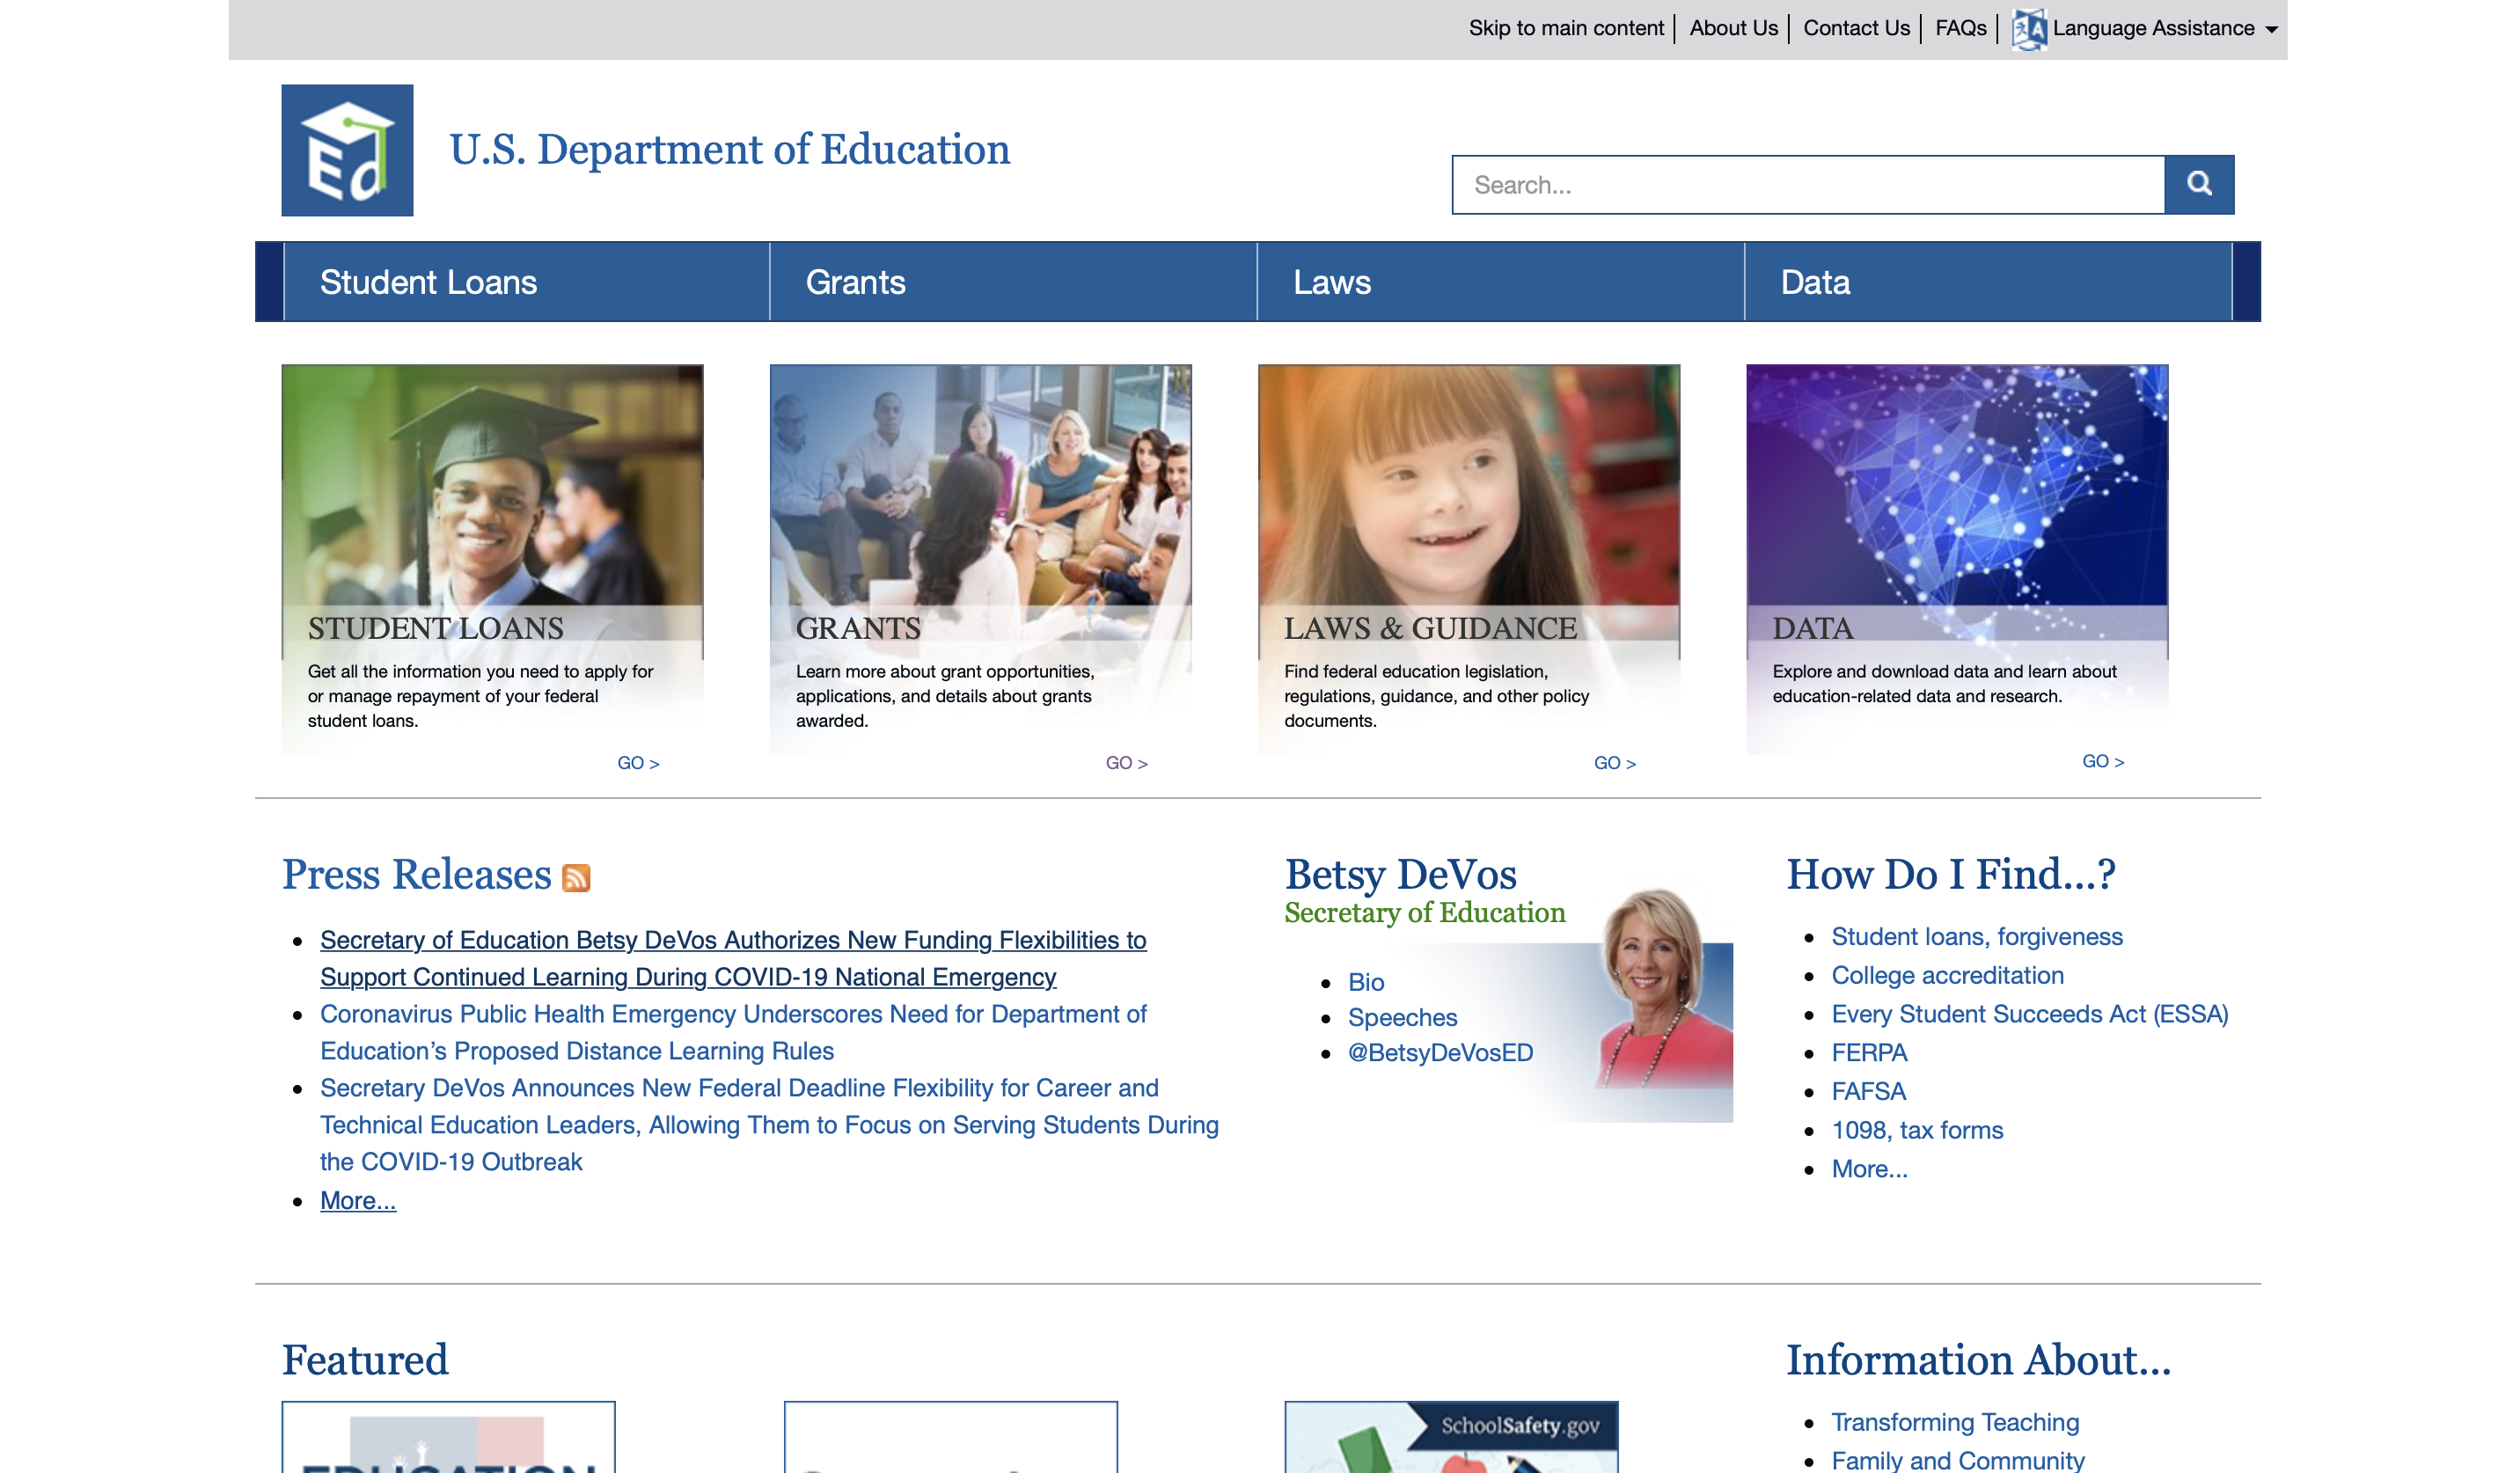 Skip to main content
About Us
Contact Us
FAQs
Language Assistance
Ed
U.S. Department of Education
Search...
Student Loans
Grants
Laws
Data
STUDENT LOANS
Get all the information you need to apply for
or manage repayment of your federal
student loans.
GO >
GRANTS
Learn more about grant opportunities,
applications, and details about grants
awarded.
GO >
LAWS & GUIDANCE
Find federal education legislation,
regulations, guidance, and other policy
documents.
GO >
DATA
Explore and download data and learn about
education-related data and research.
GO >
Press Releases
Secretary of Education Betsy DeVos Authorizes New Funding Flexibilities to
Support Continued Learning During COVID-19 National Emergency
Coronavirus Public Health Emergency Underscores Need for Department of
Education’s Proposed Distance Learning Rules
Secretary DeVos Announces New Federal Deadline Flexibility for Career and
Technical Education Leaders, Allowing Them to Focus on Serving Students During
the COVID-19 Outbreak
More...
Betsy DeVos
Secretary of Education
Bio
Speeches
@BetsyDeVosED
How Do I Find...?
Student loans, forgiveness
College accreditation
Every Student Succeeds Act (ESSA)
FERPA
FAFSA
1098, tax forms
More...
Featured
EDUCATION
SchoolSafety.gov
Information About...
Transforming Teaching
Family and Community